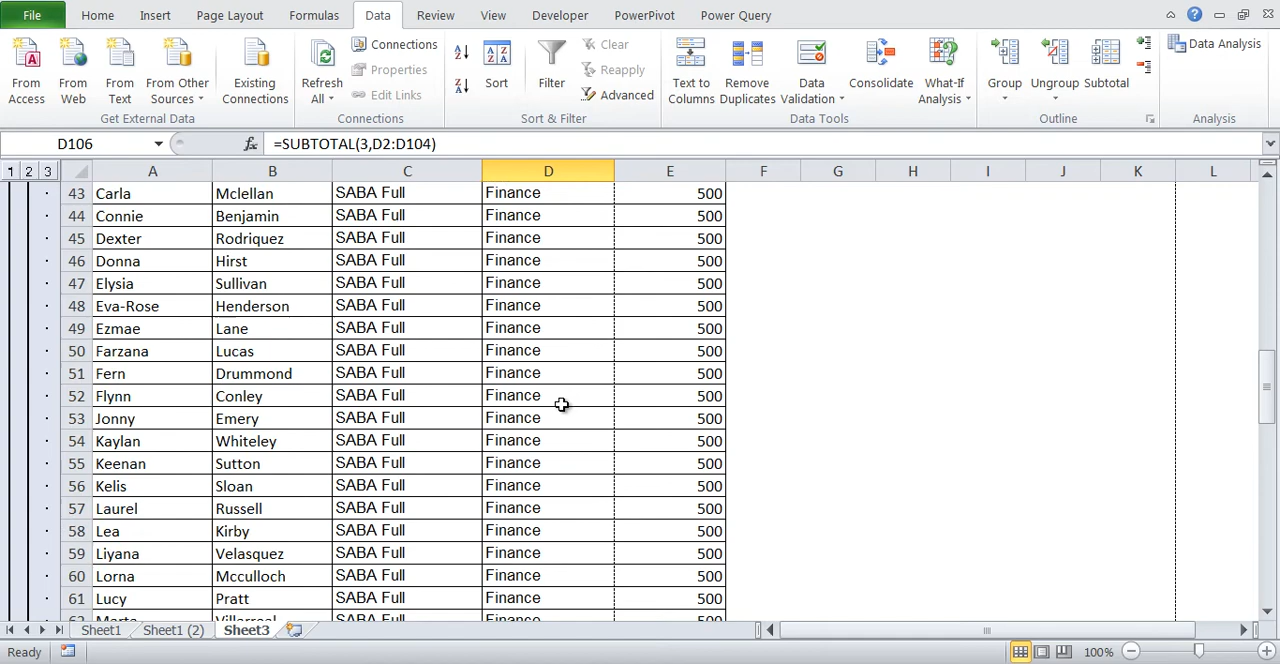 File Home Insert Page Layout Formulas Data Review View Developer PowerPivot Power Query
From Access From Web From Text From Other Sources Existing Connections Refresh All Connections Properties Edit Links Sort Filter Clear Reapply Advanced Text to Columns Remove Duplicates Data Validation Consolidate What-If Analysis Group Ungroup Subtotal Data Analysis
Get External Data Connections Sort & Filter Data Tools Outline Analysis
D106 fx =SUBTOTAL(3,D2:D104)
1 2 3 A B C D E F G H I J K L
43 Carla Mclellan SABA Full Finance 500
44 Connie Benjamin SABA Full Finance 500
45 Dexter Rodriquez SABA Full Finance 500
46 Donna Hirst SABA Full Finance 500
47 Elysia Sullivan SABA Full Finance 500
48 Eva-Rose Henderson SABA Full Finance 500
49 Ezmae Lane SABA Full Finance 500
50 Farzana Lucas SABA Full Finance 500
51 Fern Drummond SABA Full Finance 500
52 Flynn Conley SABA Full Finance 500
53 Jonny Emery SABA Full Finance 500
54 Kaylan Whiteley SABA Full Finance 500
55 Keenan Sutton SABA Full Finance 500
56 Kelis Sloan SABA Full Finance 500
57 Laurel Russell SABA Full Finance 500
58 Lea Kirby SABA Full Finance 500
59 Liyana Velasquez SABA Full Finance 500
60 Lorna Mcculloch SABA Full Finance 500
61 Lucy Pratt SABA Full Finance 500
Sheet1 Sheet1 (2) Sheet3
Ready 100%